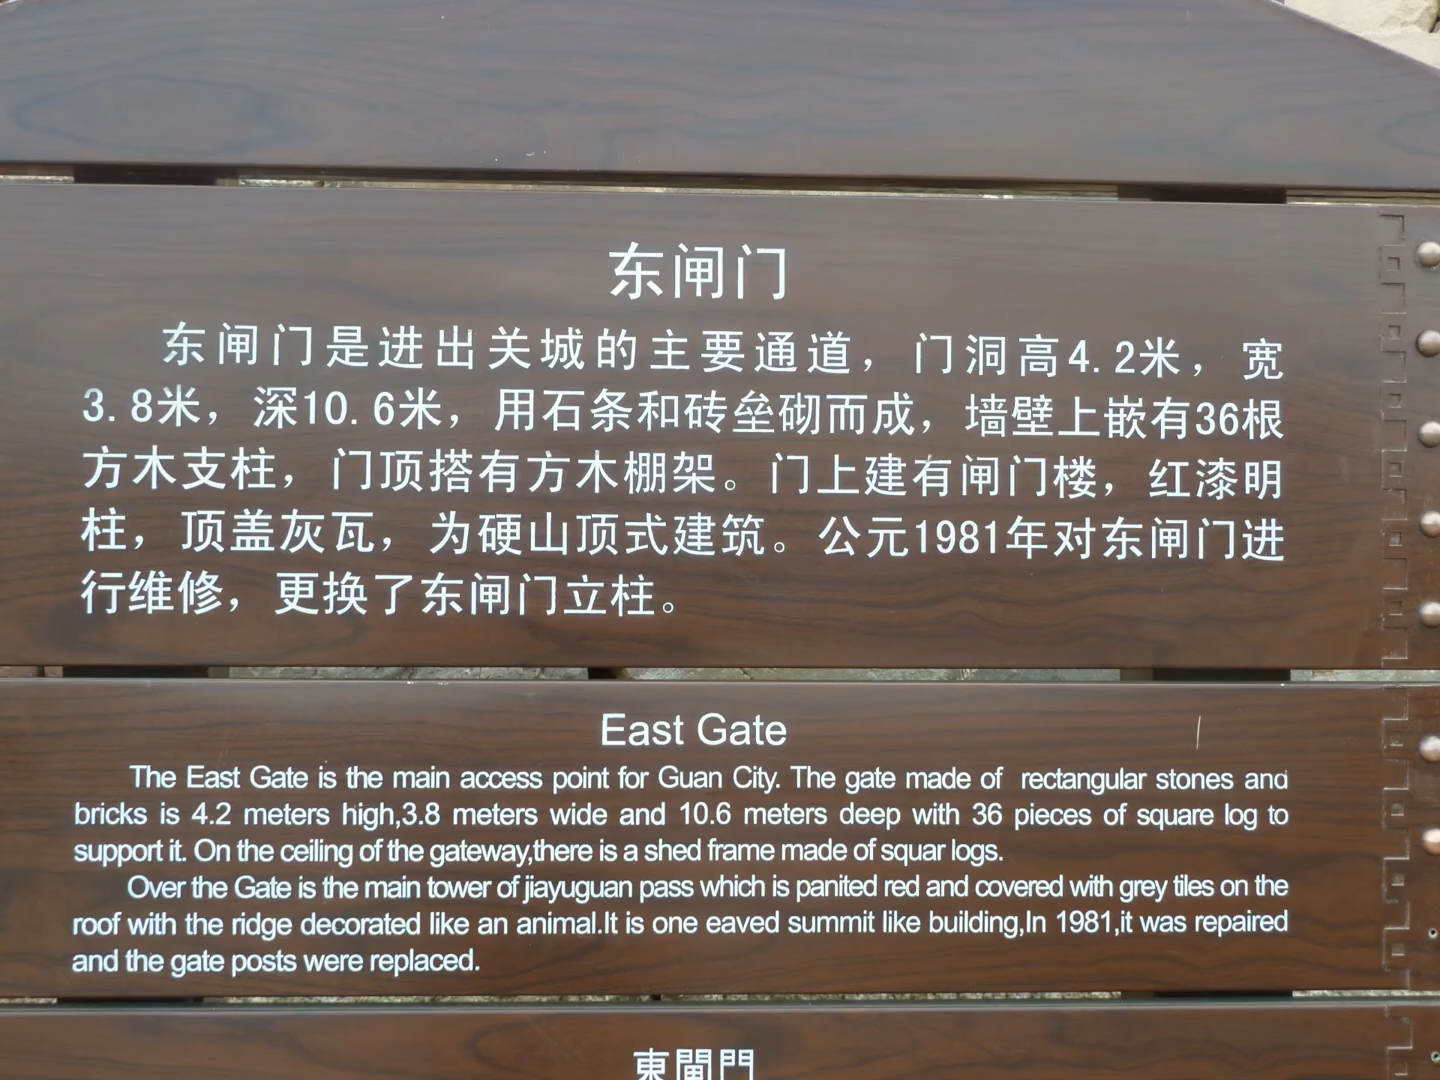 东闸门
东闸门是进出关城的主要通道，门洞高4.2米，宽
3.8米，深10.6米，用石条和砖垒砌而成，墙壁上嵌有36根
方木支柱，门顶搭有方木棚架。门上建有闸门楼，红漆明
柱，顶盖灰瓦，为硬山顶式建筑。公元1981年对东闸门进
行维修，更换了东闸门立柱。
East Gate
The East Gate is the main access point for Guan City. The gate made of rectangular stones and
bricks is 4.2 meters high,3.8 meters wide and 10.6 meters deep with 36 pieces of square log to
support it. On the ceiling of the gateway,there is a shed frame made of squar logs.
Over the Gate is the main tower of jiayuguan pass which is panited red and covered with grey tiles on the
roof with the ridge decorated like an animal.It is one eaved summit like building,In 1981,it was repaired
and the gate posts were replaced.
東閘門